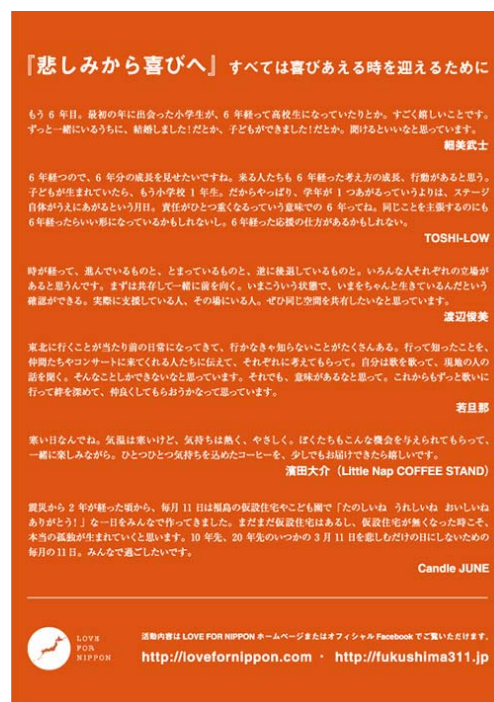 『悲しみから喜びへ』 すべては喜びあえる時を迎えるために
もう 6 年目。最初の年に出会った小学生が、6 年経って高校生になっていたりとか。すごく嬉しいことです。
ずっと一緒にいるうちに、結婚しました!だとか、子どもができました!だとか。聞けるといいなと思っています。
細美武士
6 年経つので、6 年分の成長を見せたいですね。来る人たちも 6 年経った考え方の成長、行動があると思う。
子どもが生まれていたら、もう小学校 1 年生。だからやっぱり、学年が 1 つあがるっていうよりは、ステージ
自体がうえにあがるという月日。責任がひとつ重くなるっていう意味での 6 年ってね。同じことを主張するのにも
6年経ったらいい形になっているかもしれないし。6年経った応援の仕方があるかもしれない。
TOSHI-LOW
時が経って、進んでいるものと、とまっているものと、逆に後退しているものと。いろんな人それぞれの立場が
あると思うんです。まずは共存して一緒に前を向く。いまこういう状態で、いまをちゃんと生きているんだという
確認ができる。実際に支援している人、その場にいる人。ぜひ同じ空間を共有したいなと思っています。
渡辺俊美
東北に行くことが当たり前の日常になってきて、行かなきゃ知らないことがたくさんある。行って知ったことを、
仲間たちやコンサートに来てくれる人たちに伝えて、それぞれに考えてもらって。自分は歌を歌って、現地の人の
話を聞く。そんなことしかできないなと思っています。それでも、意味があるなと思って。これからもずっと歌いに
行って絆を深めて、仲良くしてもらおうかなって思っています。
若旦那
寒い日なんでね。気温は寒いけど、気持ちは熱く、やさしく。ぼくたちもこんな機会を与えられてもらって、
一緒に楽しみながら。ひとつひとつ気持ちを込めたコーヒーを、少しでもお届けできたら嬉しいです。
濱田大介（Little Nap COFFEE STAND）
震災から 2 年が経った頃から、毎月 11 日は福島の仮設住宅やこども園で「たのしいね うれしいね おいしいね
ありがとう!」な一日をみんなで作ってきました。まだまだ仮設住宅はあるし、仮設住宅が無くなった時こそ、
本当の孤独が生まれていくと思います。10 年先、20 年先のいつかの 3 月 11 日を悲しむだけの日にしないための
毎月の11日。みんなで過ごしたいです。
Candle JUNE
LOVE
FOR
NIPPON
活動内容は LOVE FOR NIPPON ホームページまたはオフィシャル Facebook でご覧いただけます。
http://lovefornippon.com ・ http://fukushima311.jp